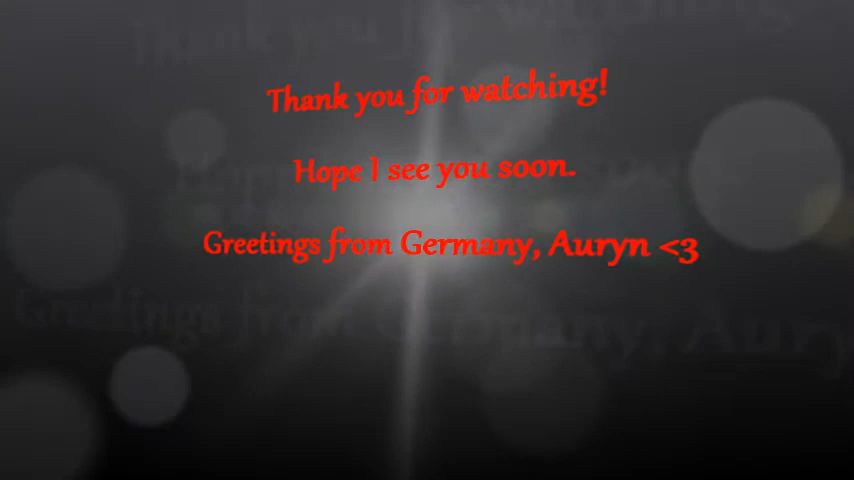 Thank you for watching!
Hope I see you soon.
Greetings from Germany, Auryn <3